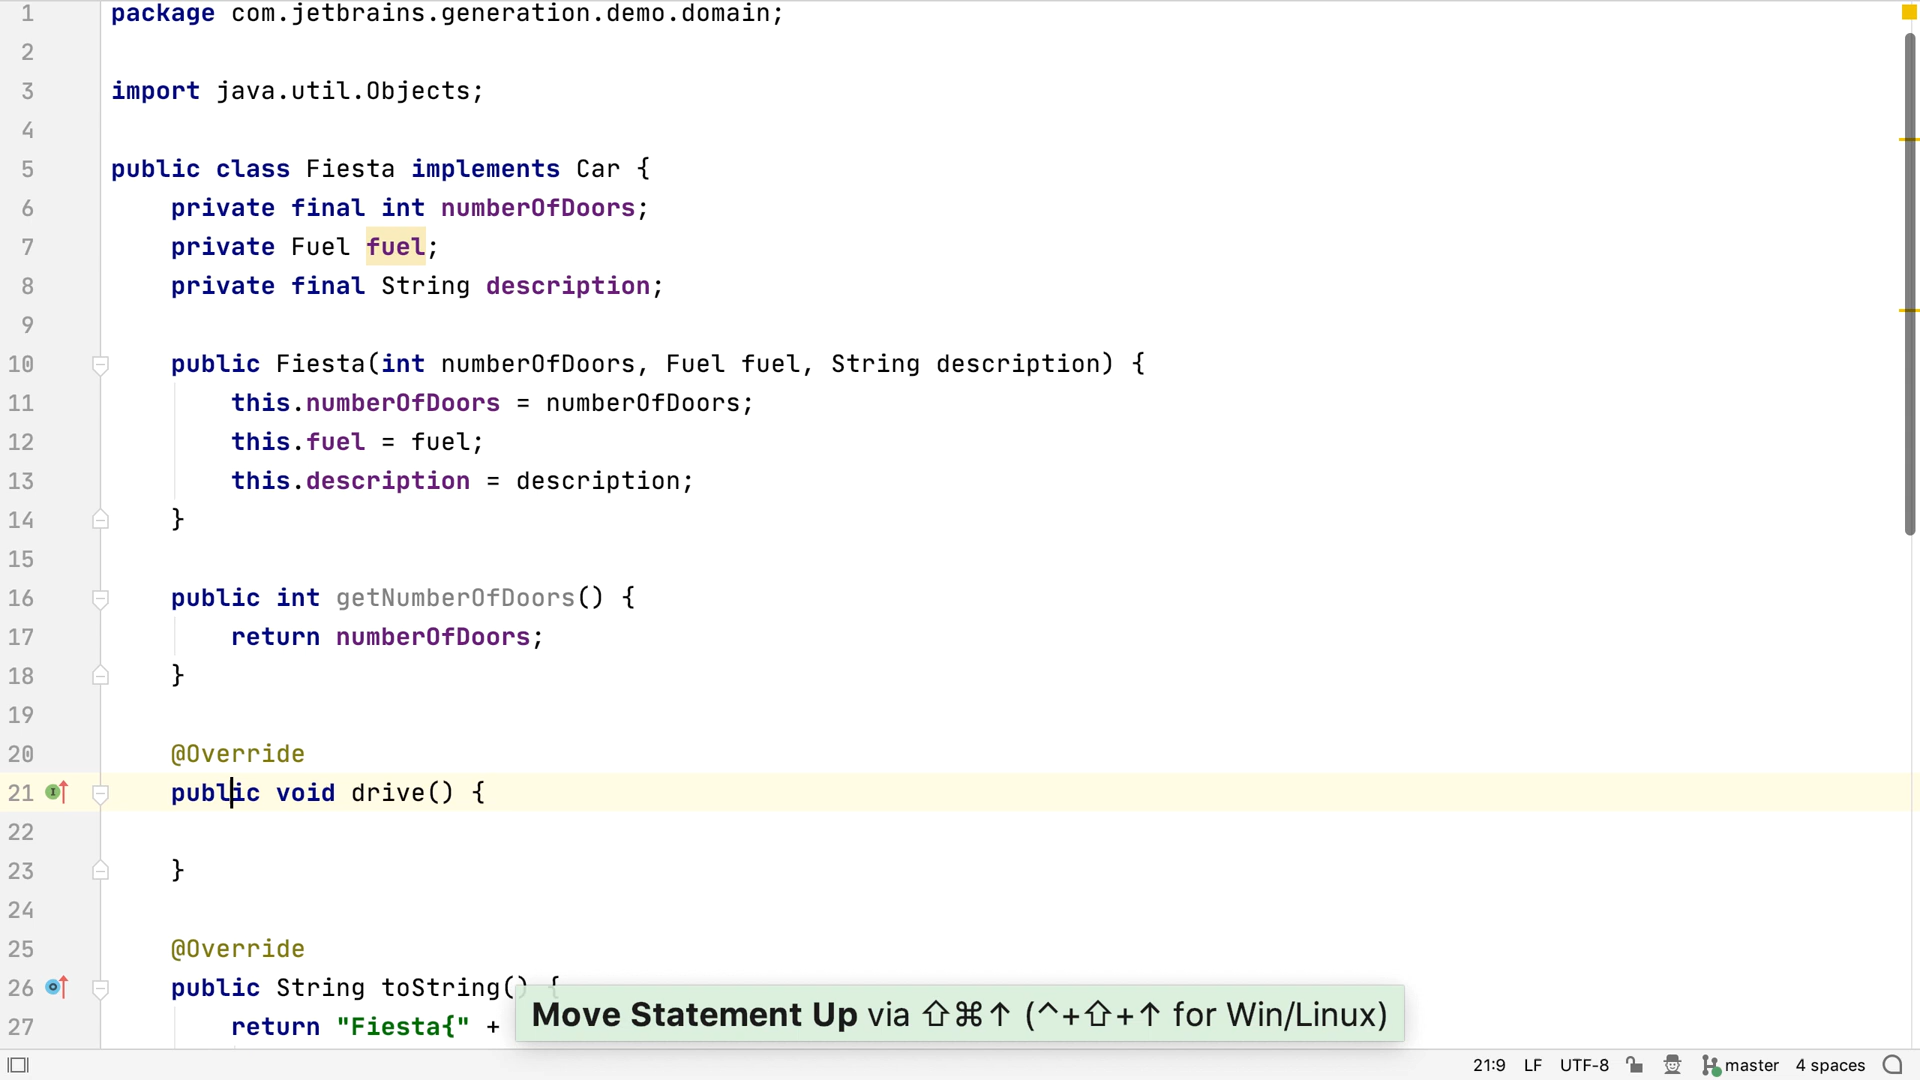 1 package com.jetbrains.generation.demo.domain;
2
3 import java.util.Objects;
4
5 public class Fiesta implements Car {
6 private final int numberOfDoors;
7 private Fuel fuel;
8 private final String description;
9
10 public Fiesta(int numberOfDoors, Fuel fuel, String description) {
11 this.numberOfDoors = numberOfDoors;
12 this.fuel = fuel;
13 this.description = description;
14 }
15
16 public int getNumberOfDoors() {
17 return numberOfDoors;
18 }
19
20 @Override
21 public void drive() {
22
23 }
24
25 @Override
26 public String toString() {
27 return "Fiesta{" +
Move Statement Up via ⇧⌘↑ (^+⇧+↑ for Win/Linux)
21:9 LF UTF-8 master 4 spaces